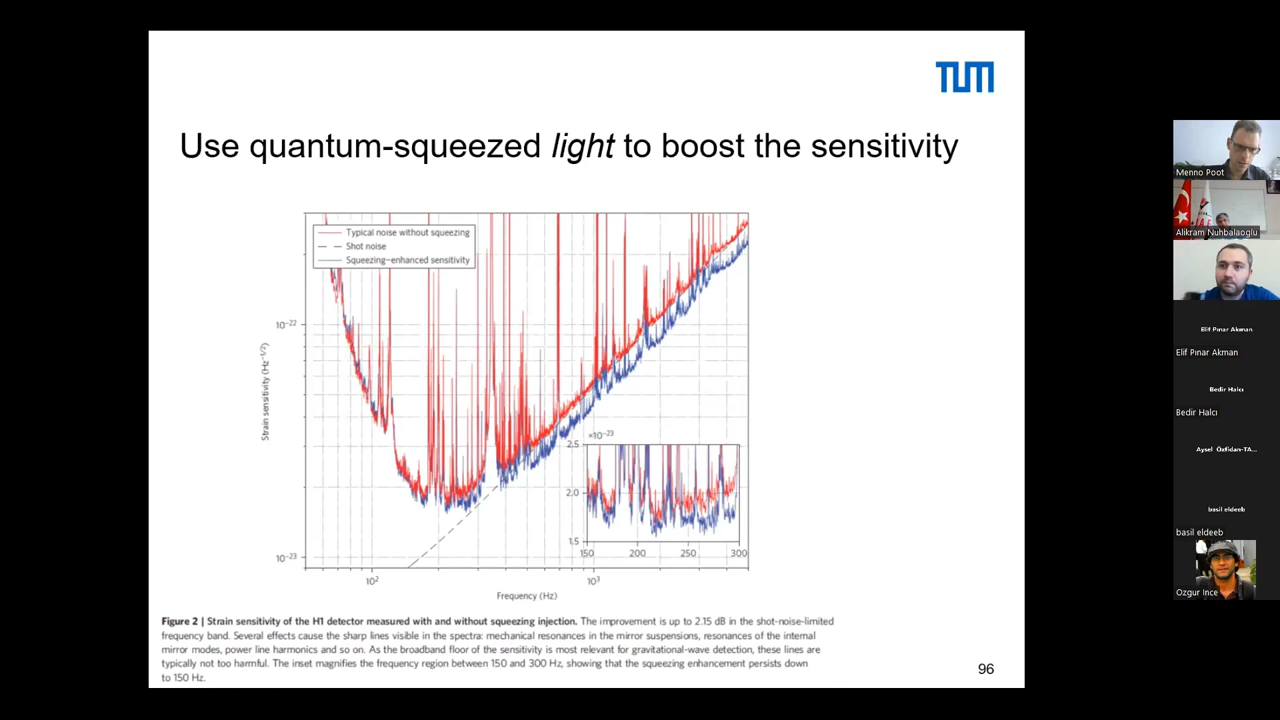 TUM
Use quantum-squeezed light to boost the sensitivity
Typical noise without squeezing
Shot noise
Squeezing-enhanced sensitivity
10⁻²²
10⁻²³
Strain sensitivity (Hz⁻¹/²)
×10⁻²³
2.5
2.0
1.5
150 200 250 300
10² 10³
Frequency (Hz)
Figure 2 | Strain sensitivity of the H1 detector measured with and without squeezing injection. The improvement is up to 2.15 dB in the shot-noise-limited
frequency band. Several effects cause the sharp lines visible in the spectra: mechanical resonances in the mirror suspensions, resonances of the internal
mirror modes, power line harmonics and so on. As the broadband floor of the sensitivity is most relevant for gravitational-wave detection, these lines are
typically not too harmful. The inset magnifies the frequency region between 150 and 300 Hz, showing that the squeezing enhancement persists down
to 150 Hz.
96
Menno Poot
Alikram Nuhbalaoglu
Elif Pınar Akman
Elif Pınar Akman
Bedir Halcı
Bedir Halcı
Aysel Özfidan-TA...
basil eldeeb
basil eldeeb
Ozgur Ince